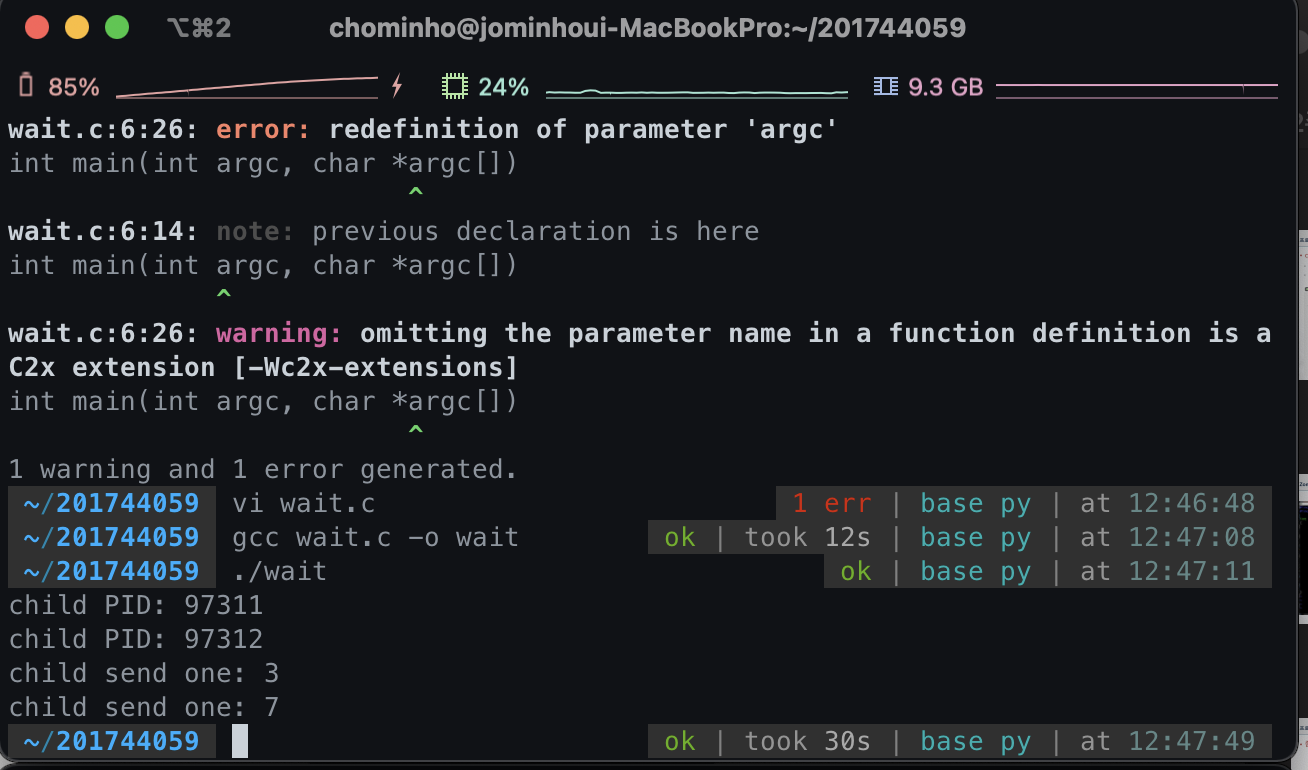 ⌥⌘2 chominho@jominhoui-MacBookPro:~/201744059
85% 24% 9.3 GB
wait.c:6:26: error: redefinition of parameter 'argc'
int main(int argc, char *argc[])
^
wait.c:6:14: note: previous declaration is here
int main(int argc, char *argc[])
^
wait.c:6:26: warning: omitting the parameter name in a function definition is a
C2x extension [-Wc2x-extensions]
int main(int argc, char *argc[])
^
1 warning and 1 error generated.
~/201744059 vi wait.c 1 err | base py | at 12:46:48
~/201744059 gcc wait.c -o wait ok | took 12s | base py | at 12:47:08
~/201744059 ./wait ok | base py | at 12:47:11
child PID: 97311
child PID: 97312
child send one: 3
child send one: 7
~/201744059 ok | took 30s | base py | at 12:47:49